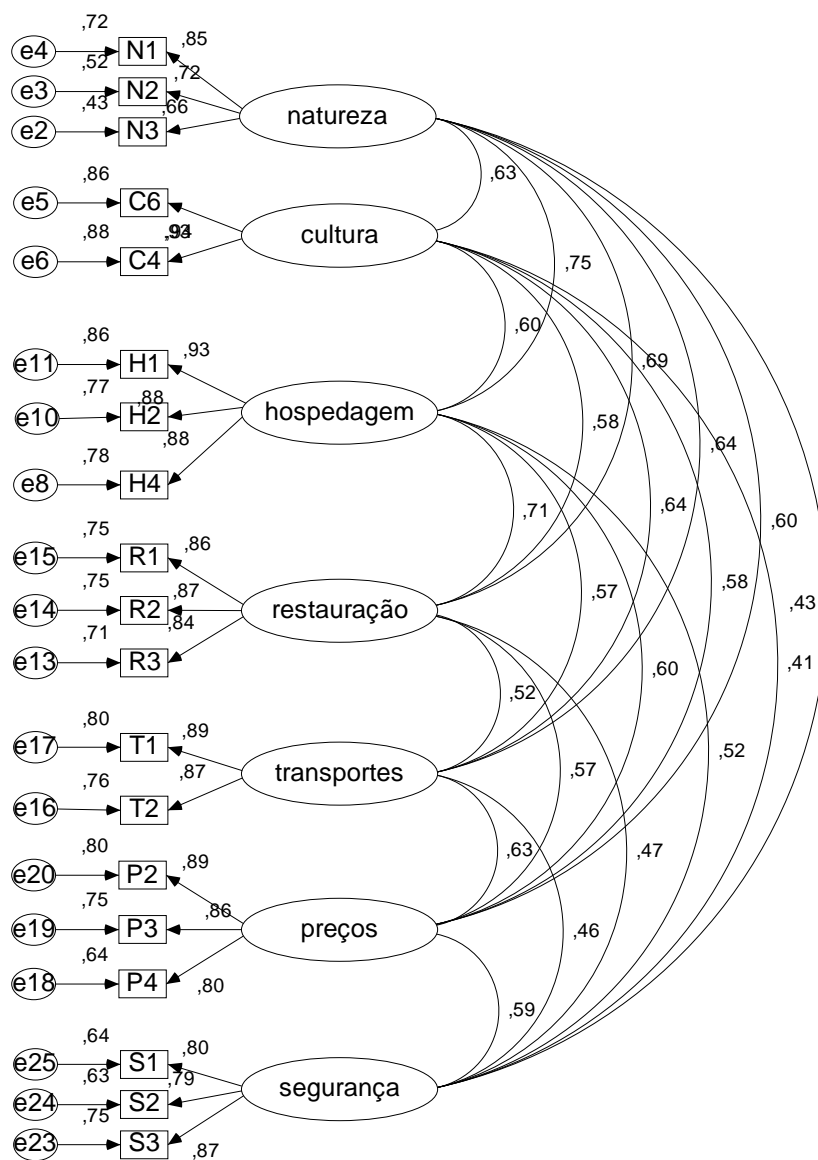 ,72
e4 N1 ,85
,52
e3 N2 ,72
natureza
,43
e2 N3 ,66
,63
,86
e5 C6
cultura
,88
e6 C4
,75
,60
,86
e11 H1 ,93
,69
,77
e10 H2 ,88
hospedagem
,58
,64
,88
,78
e8 H4
,71
,64
,60
,75
e15 R1 ,86
,57
,58
,75
e14 R2 ,87
restauração
,43
,84
,71
e13 R3
,60
,41
,52
,80
e17 T1 ,89
,52
,87
transportes
,57
,76
e16 T2
,63
,47
,80
e20 P2 ,89
,75
e19 P3 ,86
preços
,46
,64
e18 P4 ,80
,59
,64
e25 S1 ,80
,63
e24 S2 ,79
segurança
,75
e23 S3 ,87